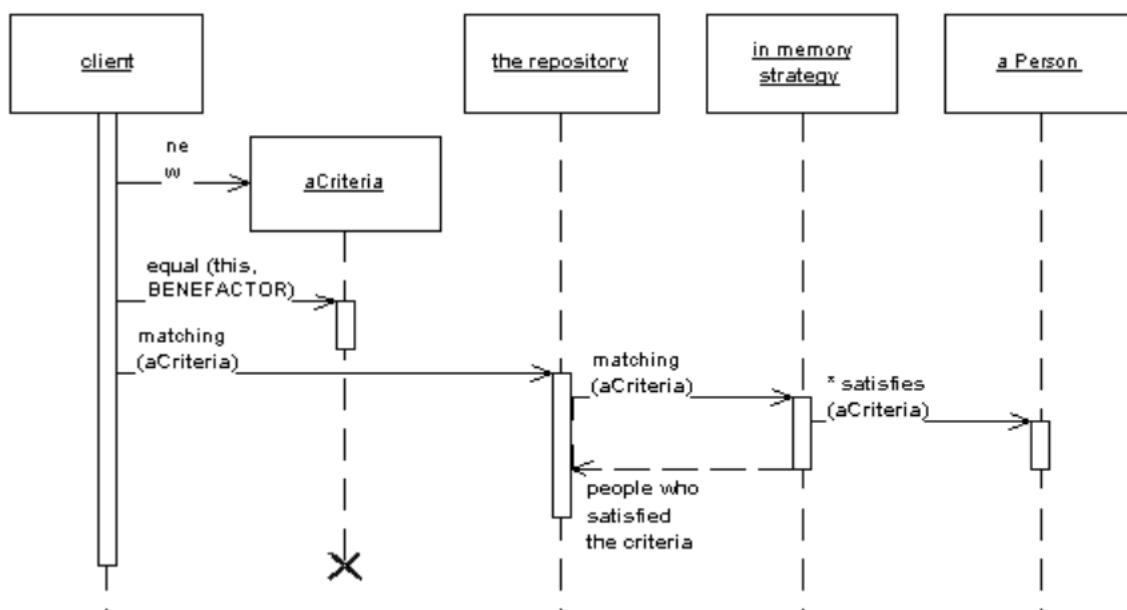 client
the repository
in memory
strategy
a Person
ne
w
aCriteria
equal (this,
BENEFACTOR)
matching
(aCriteria)
matching
(aCriteria)
* satisfies
(aCriteria)
people who
satisfied
the criteria